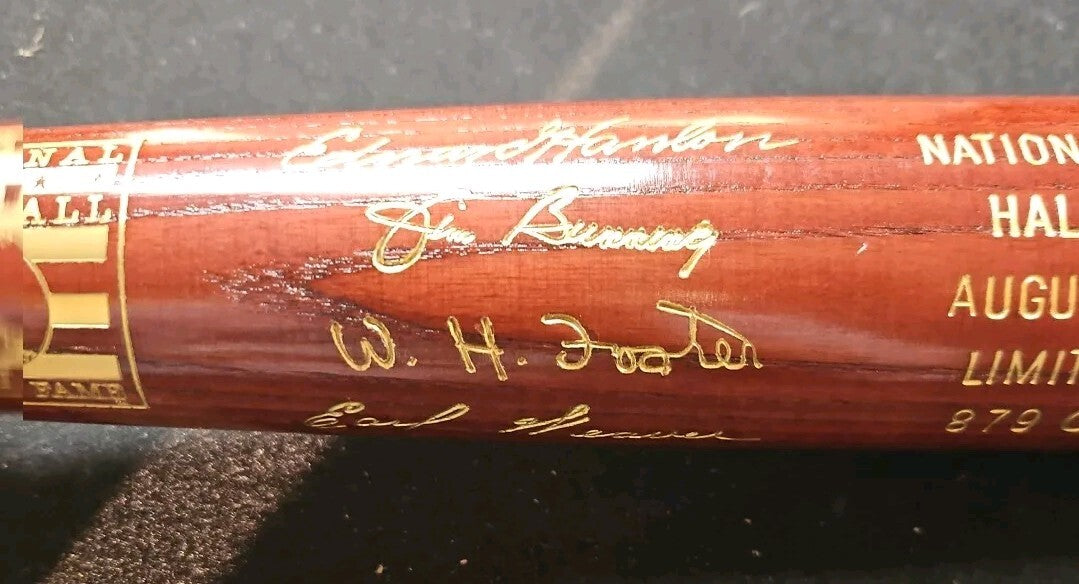 NAL
ALL
FAME
Edward Hanlon
Jim Bunning
W. H. Foster
Earl Weaver
NATION
HAL
AUGU
LIMIT
879